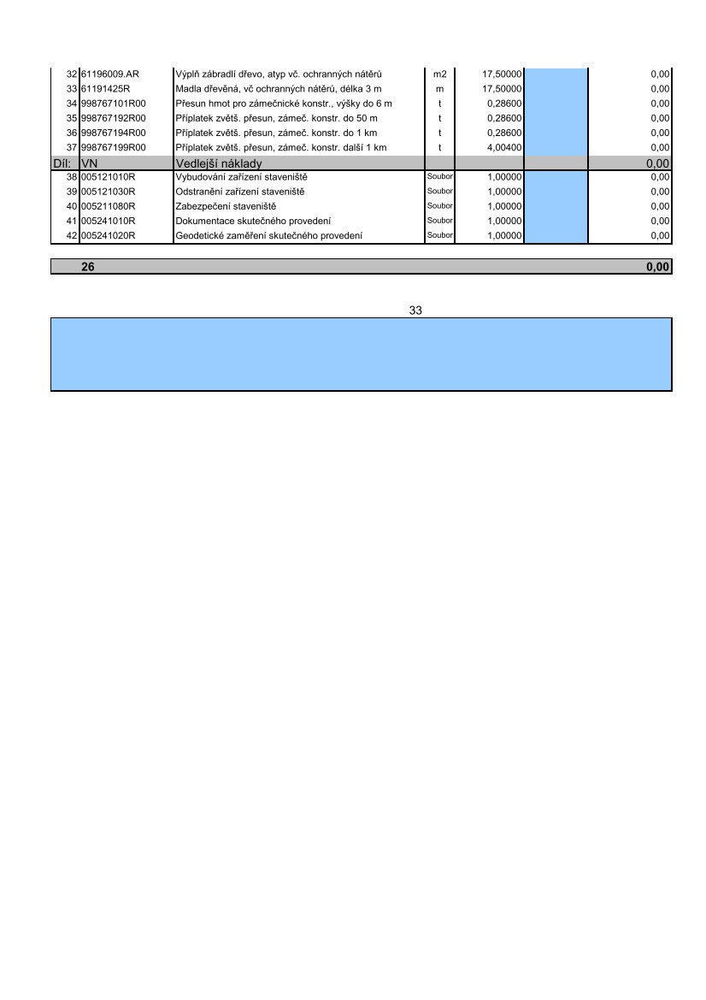 32 61196009.AR Výplň zábradlí dřevo, atyp vč. ochranných nátěrů m2 17,50000 0,00
33 61191425R Madla dřevěná, vč ochranných nátěrů, délka 3 m m 17,50000 0,00
34 998767101R00 Přesun hmot pro zámečnické konstr., výšky do 6 m t 0,28600 0,00
35 998767192R00 Příplatek zvětš. přesun, zámeč. konstr. do 50 m t 0,28600 0,00
36 998767194R00 Příplatek zvětš. přesun, zámeč. konstr. do 1 km t 0,28600 0,00
37 998767199R00 Příplatek zvětš. přesun, zámeč. konstr. další 1 km t 4,00400 0,00
Díl: VN Vedlejší náklady 0,00
38 005121010R Vybudování zařízení staveniště Soubor 1,00000 0,00
39 005121030R Odstranění zařízení staveniště Soubor 1,00000 0,00
40 005211080R Zabezpečení staveniště Soubor 1,00000 0,00
41 005241010R Dokumentace skutečného provedení Soubor 1,00000 0,00
42 005241020R Geodetické zaměření skutečného provedení Soubor 1,00000 0,00
26 0,00
33